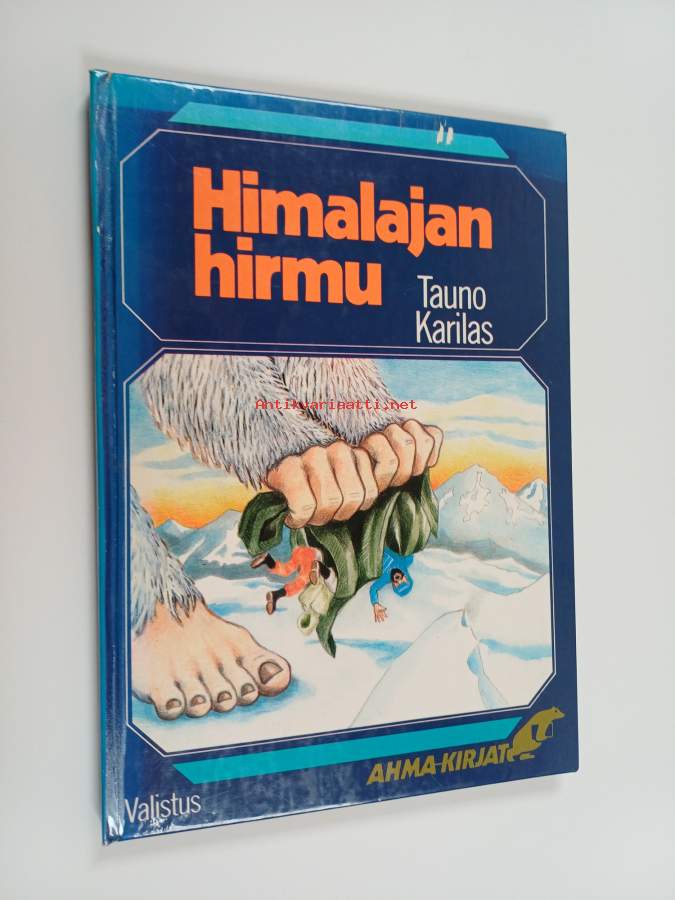 Himalajan
hirmu
Tauno
Karilas
Antikvariaatti.net
AHMA-KIRJAT
Valistus